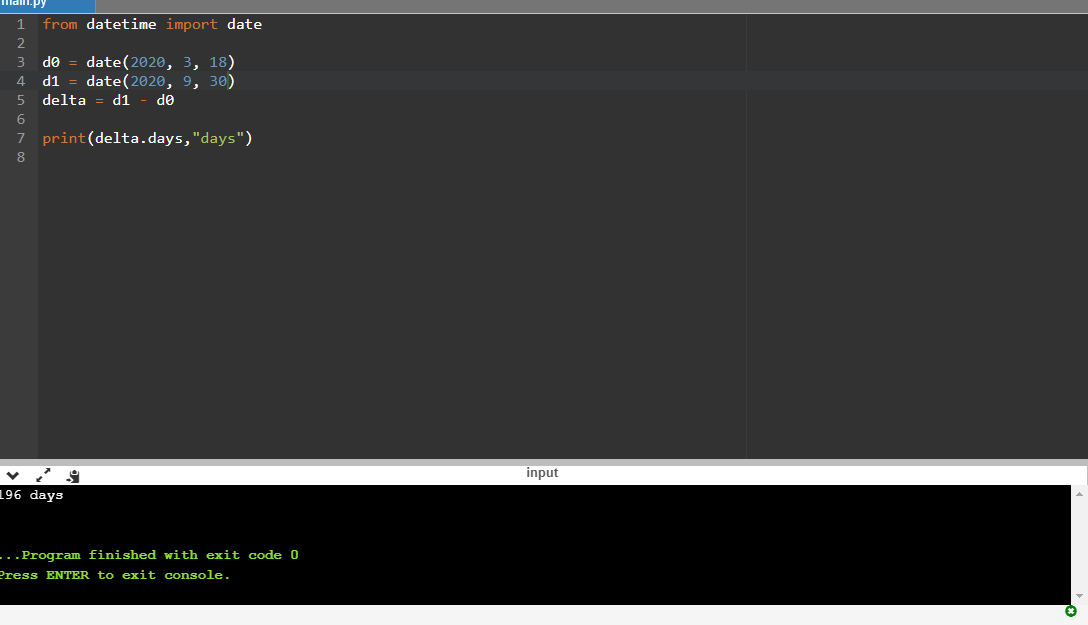 main.py
1 from datetime import date
2
3 d0 = date(2020, 3, 18)
4 d1 = date(2020, 9, 30)
5 delta = d1 - d0
6
7 print(delta.days,"days")
8
input
196 days
...Program finished with exit code 0
Press ENTER to exit console.